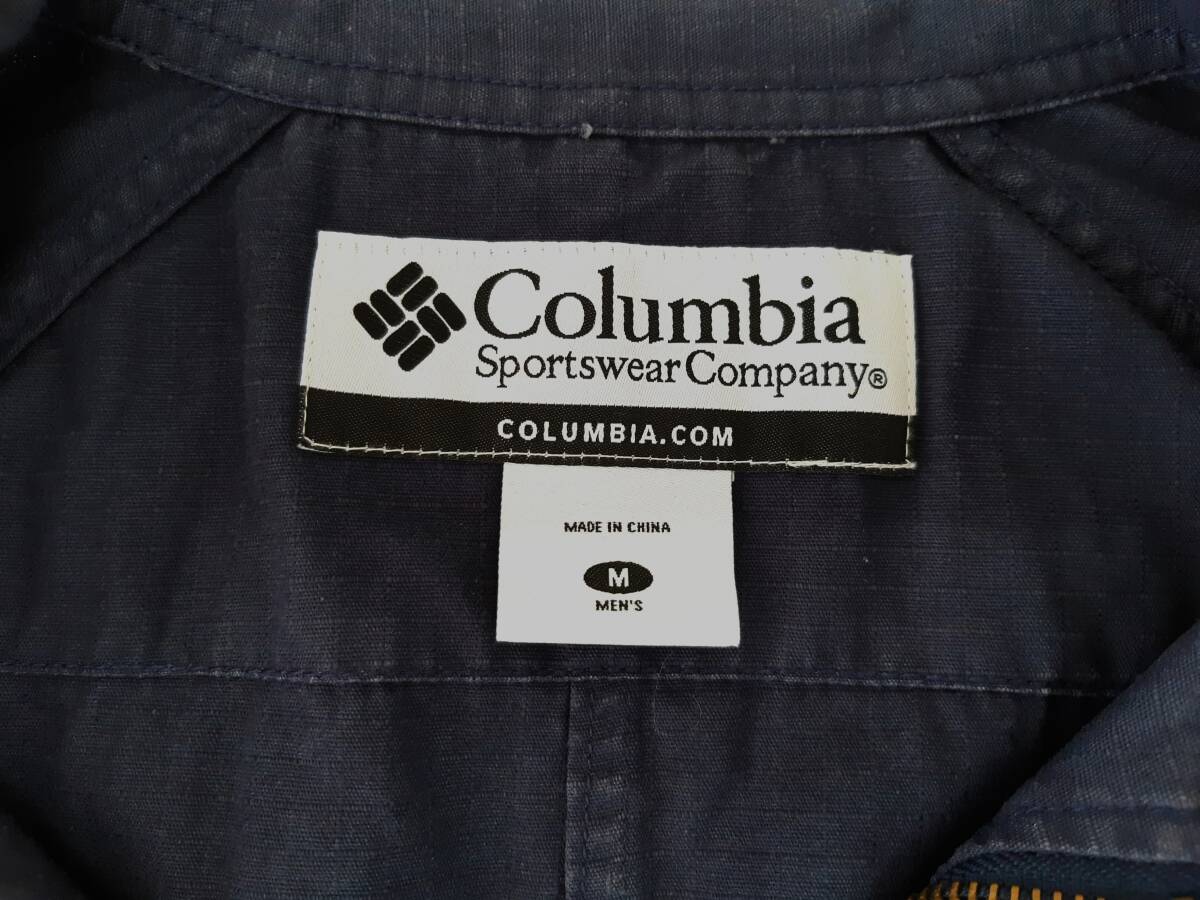 Columbia
Sportswear Company®
COLUMBIA.COM
MADE IN CHINA
M
MEN'S